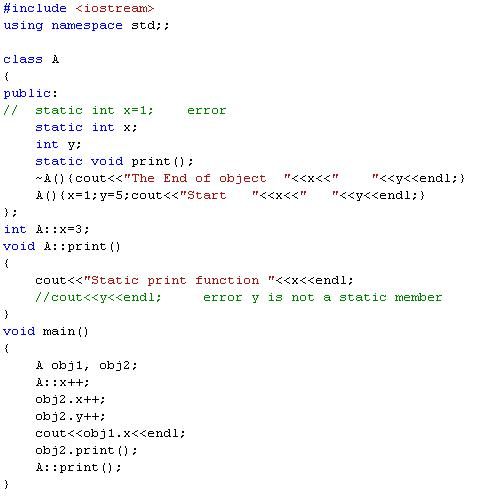 #include <iostream>
using namespace std;;
class A
{
public:
//  static int x=1;    error
    static int x;
    int y;
    static void print();
    ~A(){cout<<"The End of object  "<<x<<"    "<<y<<endl;}
    A(){x=1;y=5;cout<<"Start   "<<x<<"   "<<y<<endl;}
};
int A::x=3;
void A::print()
{
    cout<<"Static print function "<<x<<endl;
    //cout<<y<<endl;     error y is not a static member
}
void main()
{
    A obj1, obj2;
    A::x++;
    obj2.x++;
    obj2.y++;
    cout<<obj1.x<<endl;
    obj2.print();
    A::print();
}